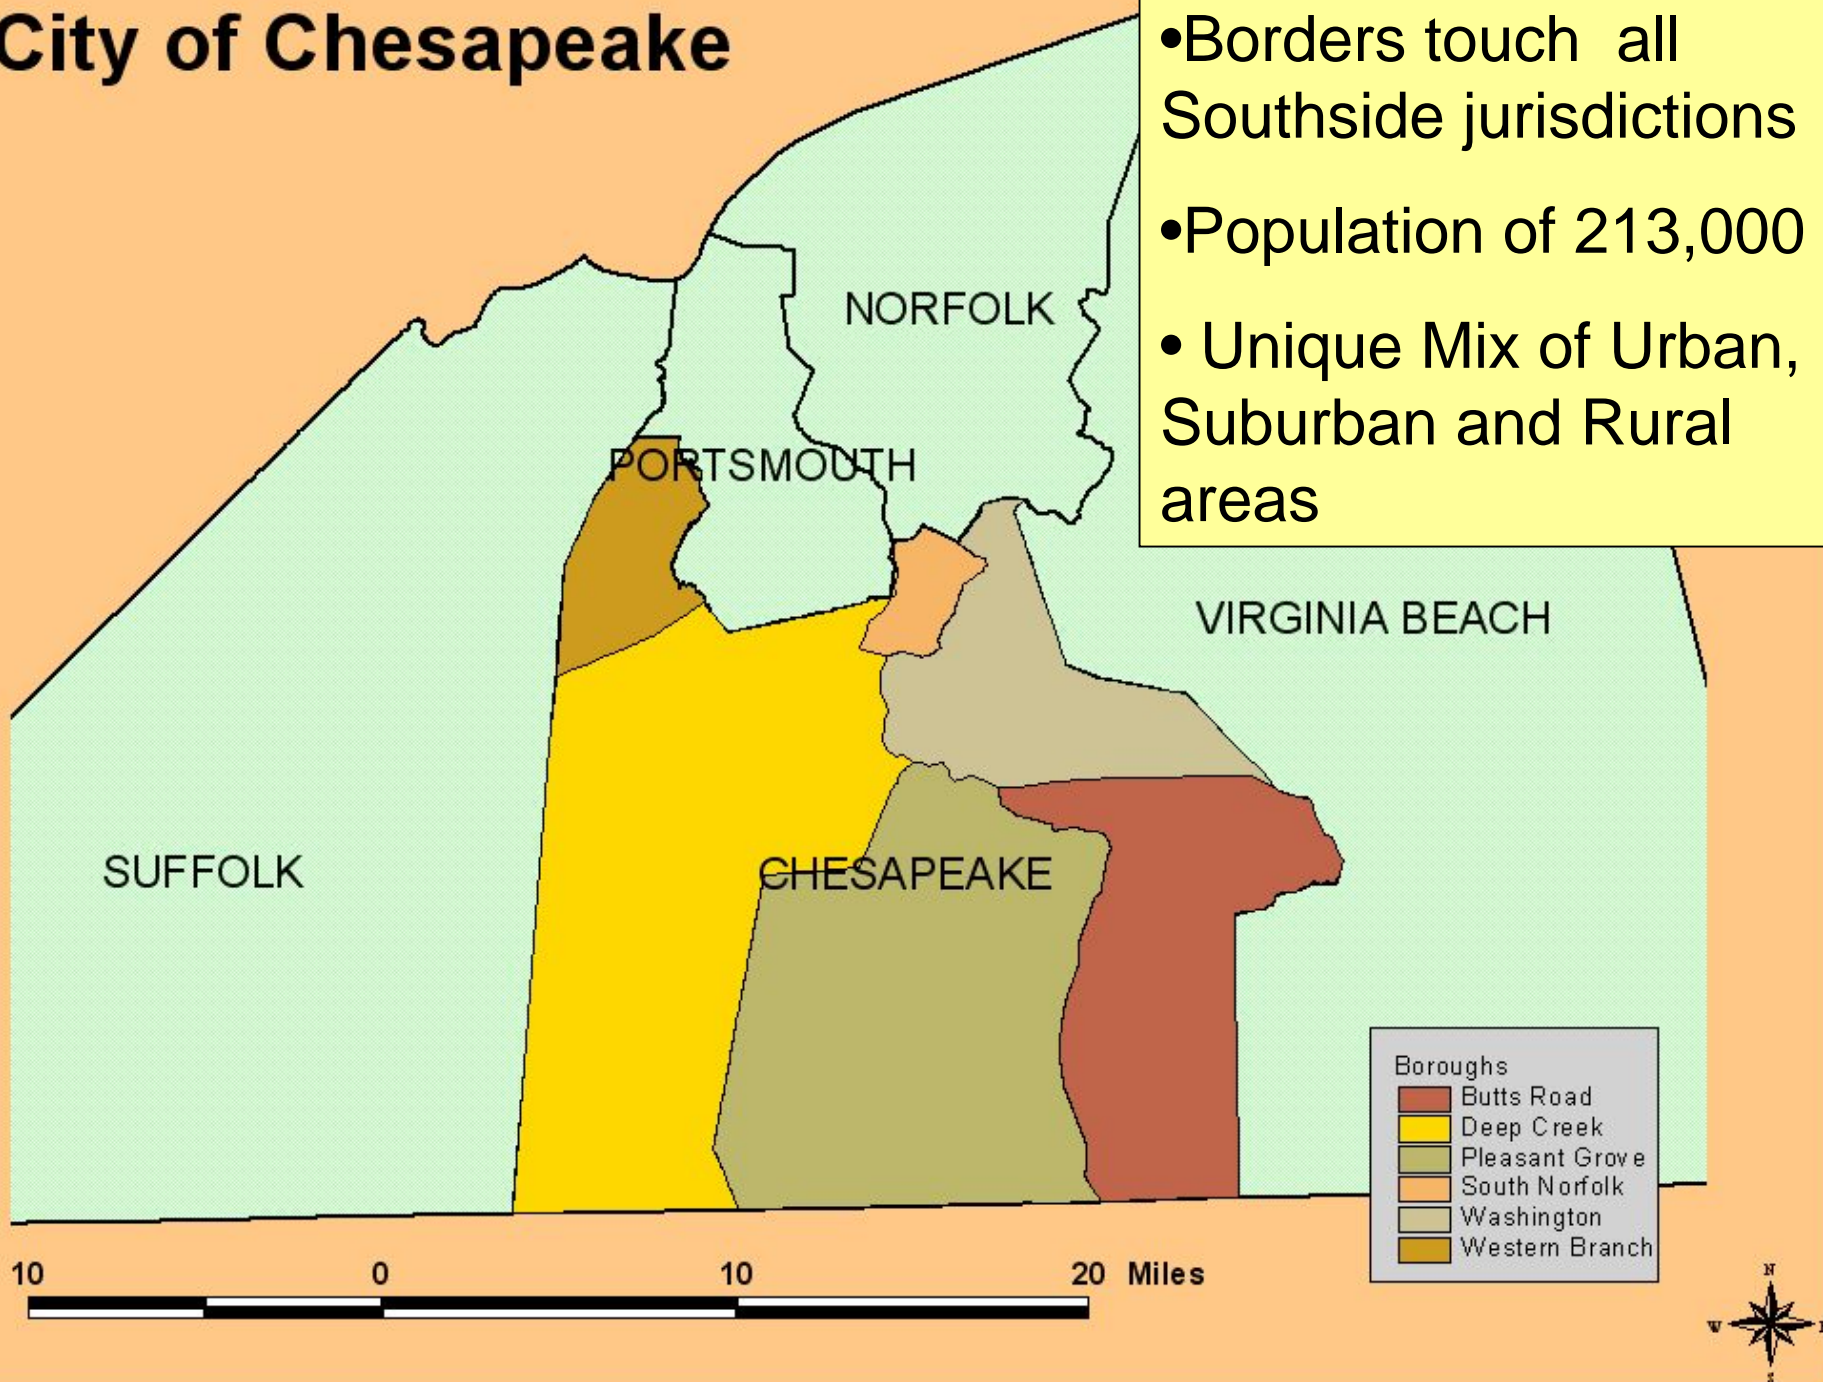 City of Chesapeake
•Borders touch all
Southside jurisdictions
•Population of 213,000
• Unique Mix of Urban,
Suburban and Rural
areas
NORFOLK
PORTSMOUTH
VIRGINIA BEACH
SUFFOLK
CHESAPEAKE
Boroughs
Butts Road
Deep Creek
Pleasant Grove
South Norfolk
Washington
Western Branch
10 0 10 20 Miles
N
W
S